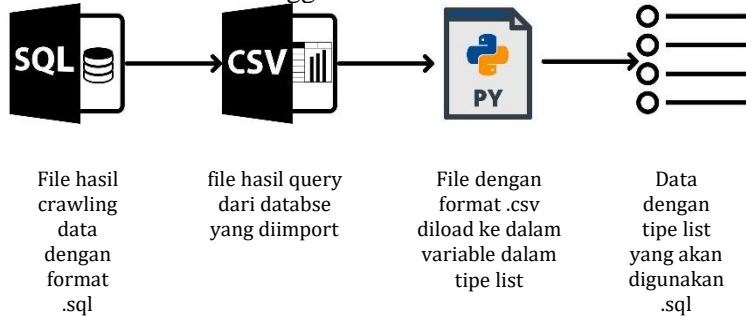 SQL
CSV
PY
File hasil
crawling
data
dengan
format
.sql
file hasil query
dari databse
yang diimport
File dengan
format .csv
diload ke dalam
variable dalam
tipe list
Data
dengan
tipe list
yang akan
digunakan
.sql